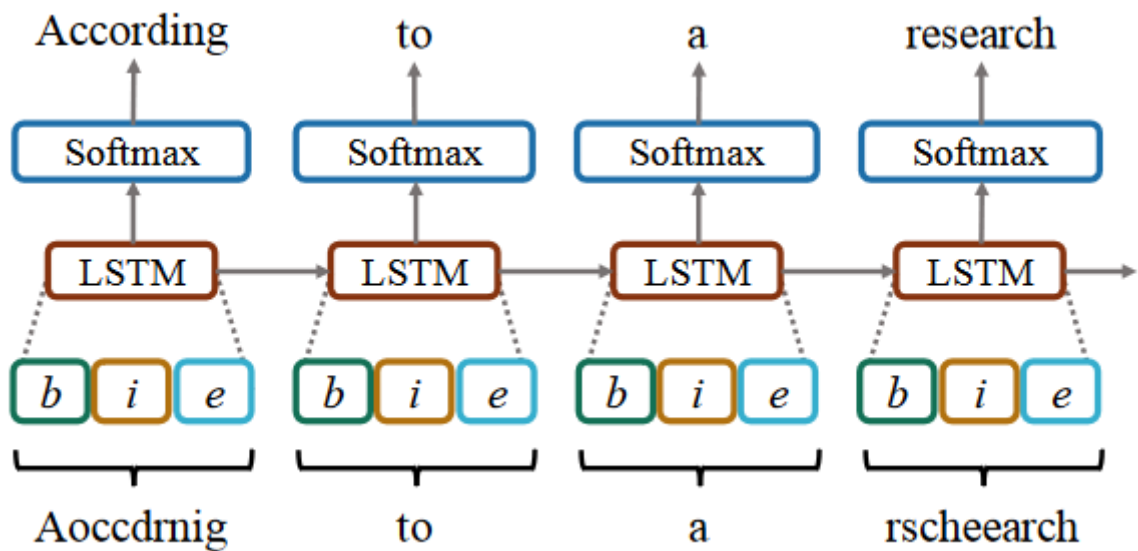 According to a research
Softmax Softmax Softmax Softmax
LSTM LSTM LSTM LSTM
b i e b i e b i e b i e
Aoccdrnig to a rscheearch